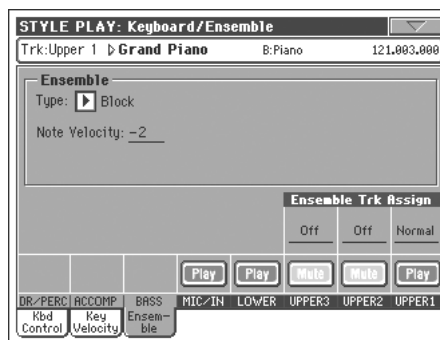 STYLE PLAY: Keyboard/Ensemble
Trk:Upper 1 Grand Piano B:Piano 121.003.000
Ensemble
Type: Block
Note Velocity: -2
Ensemble Trk Assign
Off Off Normal
Play Play Mute Mute Play
DR/PERC ACCOMP BASS MIC/IN LOWER UPPER3 UPPER2 UPPER1
Kbd Key Ensem-
Control Velocity ble